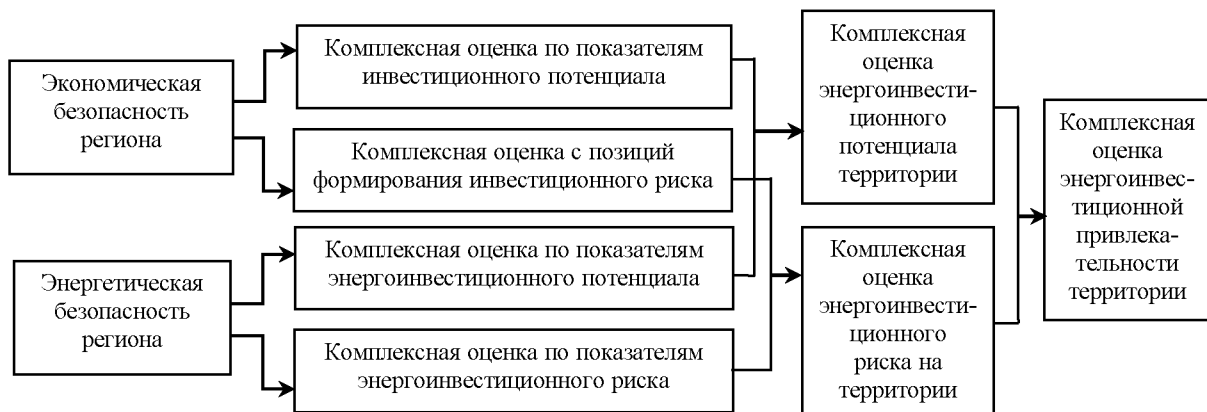 Экономическая
безопасность
региона
Энергетическая
безопасность
региона
Комплексная оценка по показателям
инвестиционного потенциала
Комплексная оценка с позиций
формирования инвестиционного риска
Комплексная оценка по показателям
энергоинвестиционного потенциала
Комплексная оценка по показателям
энергоинвестиционного риска
Комплексная
оценка
энергоинвести-
ционного
потенциала
территории
Комплексная
оценка
энергоинвести-
ционного
риска на
территории
Комплексная
оценка
энергоинвес-
тиционной
привлека-
тельности
территории